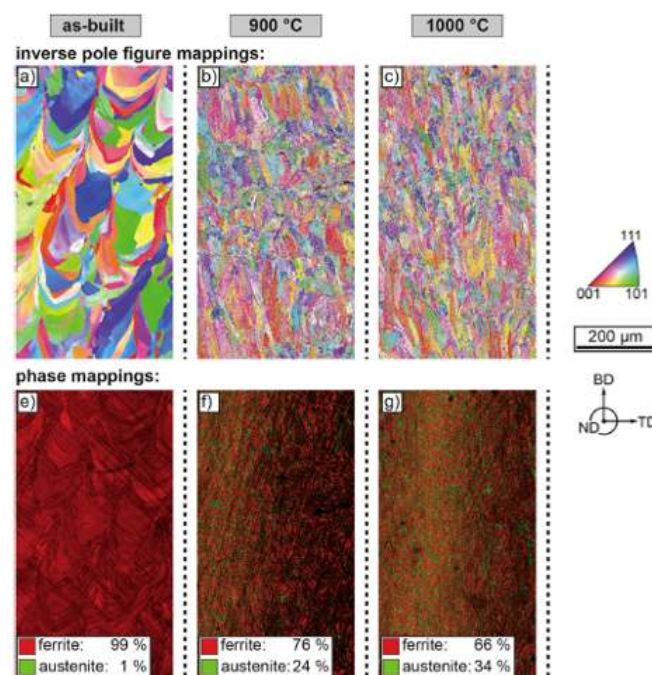 as-built 900 °C 1000 °C
inverse pole figure mappings:
a) b) c)
111
001 101
200 µm
phase mappings:
e) f) g)
BD
ND TD
ferrite: 99 % ferrite: 76 % ferrite: 66 %
austenite: 1 % austenite: 24 % austenite: 34 %